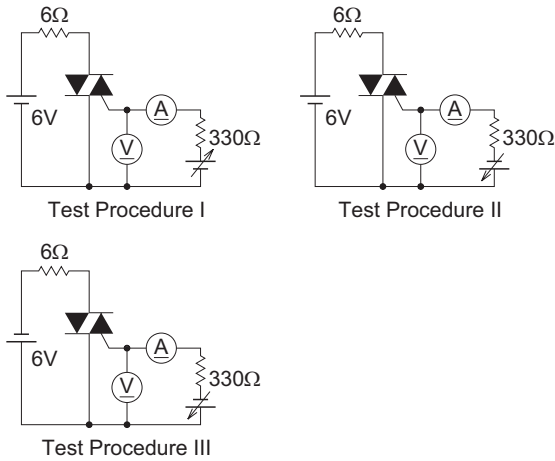 6Ω
6V
A
V
330Ω
Test Procedure I
6Ω
6V
A
V
330Ω
Test Procedure II
6Ω
6V
A
V
330Ω
Test Procedure III